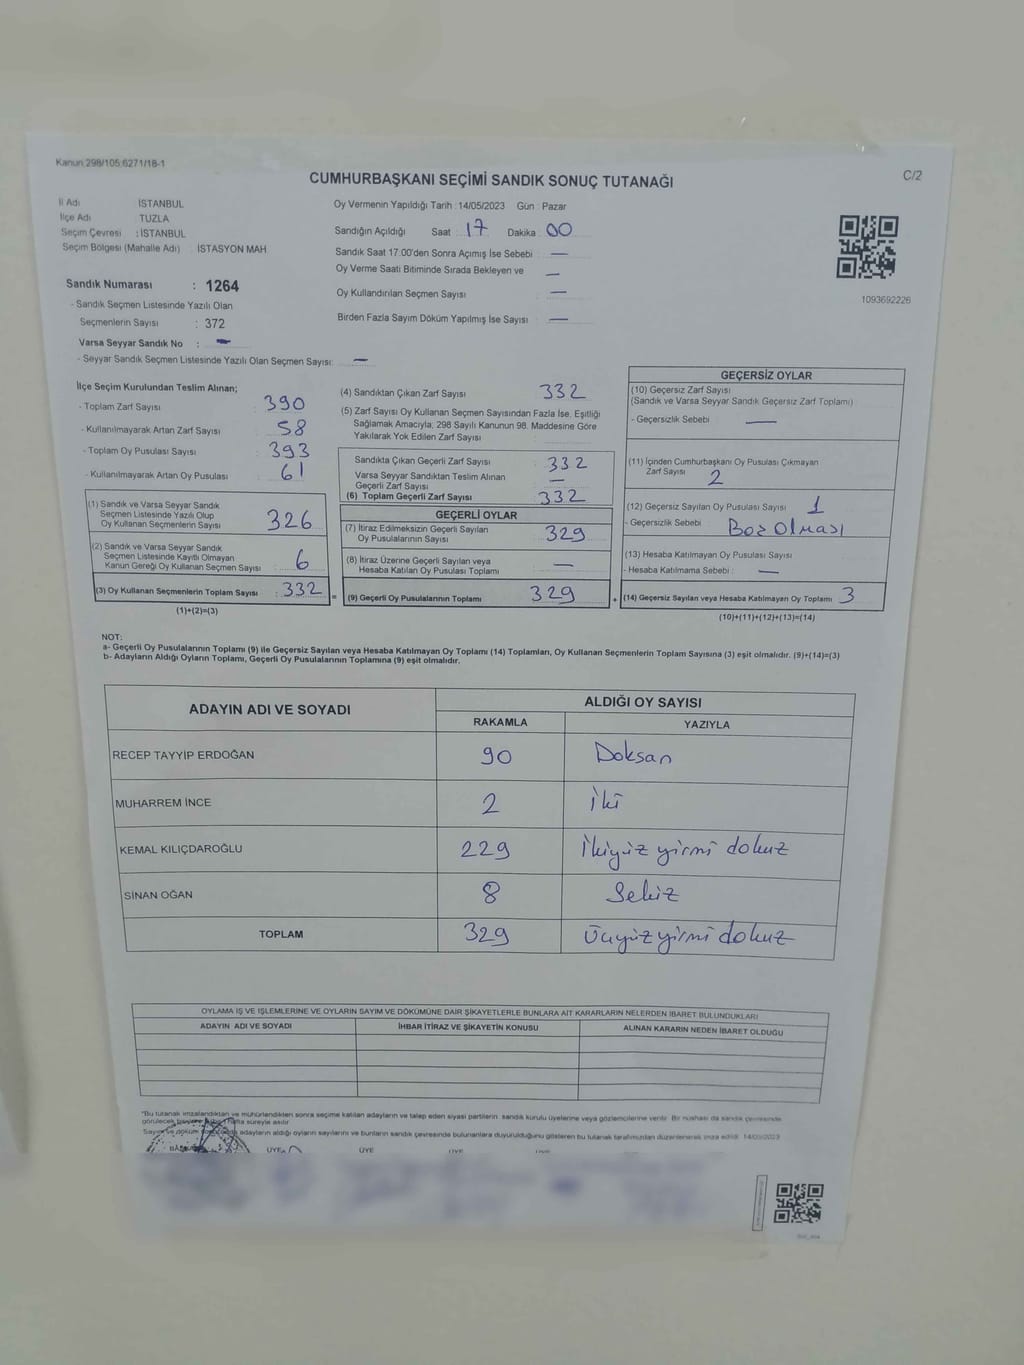 Kanun 298/105.6271/18-1
CUMHURBAŞKANI SEÇİMİ SANDIK SONUÇ TUTANAĞI
C/2
İl Adı İSTANBUL
İlçe Adı TUZLA
Seçim Çevresi : İSTANBUL
Seçim Bölgesi (Mahalle Adı) : İSTASYON MAH.
Sandık Numarası : 1264
- Sandık Seçmen Listesinde Yazılı Olan
Seçmenlerin Sayısı : 372
Varsa Seyyar Sandık No : —
- Seyyar Sandık Seçmen Listesinde Yazılı Olan Seçmen Sayısı: —
Oy Vermenin Yapıldığı Tarih : 14/05/2023 Gün : Pazar
Sandığın Açıldığı Saat : 17 Dakika : 00
Sandık Saat 17:00'den Sonra Açımış İse Sebebi : —
Oy Verme Saati Bitiminde Sırada Bekleyen ve —
Oy Kullandırılan Seçmen Sayısı : —
Birden Fazla Sayım Döküm Yapılmış İse Sayısı : —
1093692226
İlçe Seçim Kurulundan Teslim Alınan;
- Toplam Zarf Sayısı : 390
- Kullanılmayarak Artan Zarf Sayısı : 58
- Toplam Oy Pusulası Sayısı : 393
- Kullanılmayarak Artan Oy Pusulası : 61
(1) Sandık ve Varsa Seyyar Sandık
Seçmen Listesinde Yazılı Olup
Oy Kullanan Seçmenlerin Sayısı : 326
(2) Sandık ve Varsa Seyyar Sandık
Seçmen Listesinde Kayıtlı Olmayan
Kanun Gereği Oy Kullanan Seçmen Sayısı : 6
(3) Oy Kullanan Seçmenlerin Toplam Sayısı : 332
(1)+(2)=(3)
(4) Sandıktan Çıkan Zarf Sayısı : 332
(5) Zarf Sayısı Oy Kullanan Seçmen Sayısından Fazla İse, Eşitliği
Sağlamak Amacıyla; 298 Sayılı Kanunun 98. Maddesine Göre
Yakılarak Yok Edilen Zarf Sayısı :
Sandıkta Çıkan Geçerli Zarf Sayısı : 332
Varsa Seyyar Sandıktan Teslim Alınan
Geçerli Zarf Sayısı : —
(6) Toplam Geçerli Zarf Sayısı : 332
GEÇERLİ OYLAR
(7) İtiraz Edilmeksizin Geçerli Sayılan
Oy Pusulalarının Sayısı : 329
(8) İtiraz Üzerine Geçerli Sayılan veya
Hesaba Katılan Oy Pusulası Toplamı : —
= (9) Geçerli Oy Pusulalarının Toplamı : 329
GEÇERSİZ OYLAR
(10) Geçersiz Zarf Sayısı
(Sandık ve Varsa Seyyar Sandık Geçersiz Zarf Toplamı)
- Geçersizlik Sebebi : —
(11) İçinden Cumhurbaşkanı Oy Pusulası Çıkmayan
Zarf Sayısı : 2
(12) Geçersiz Sayılan Oy Pusulası Sayısı : 1
- Geçersizlik Sebebi : Boz Olması
(13) Hesaba Katılmayan Oy Pusulası Sayısı :
- Hesaba Katılmama Sebebi : —
+ (14) Geçersiz Sayılan veya Hesaba Katılmayan Oy Toplamı : 3
(10)+(11)+(12)+(13)=(14)
NOT:
a- Geçerli Oy Pusulalarının Toplamı (9) ile Geçersiz Sayılan veya Hesaba Katılmayan Oy Toplamı (14) Toplamları, Oy Kullanan Seçmenlerin Toplam Sayısına (3) eşit olmalıdır. (9)+(14)=(3)
b- Adayların Aldığı Oyların Toplamı, Geçerli Oy Pusulalarının Toplamına (9) eşit olmalıdır.
ADAYIN ADI VE SOYADI ALDIĞI OY SAYISI
RAKAMLA YAZIYLA
RECEP TAYYİP ERDOĞAN 90 Doksan
MUHARREM İNCE 2 İki
KEMAL KILIÇDAROĞLU 229 İkiyüz yirmi dokuz
SİNAN OĞAN 8 Sekiz
TOPLAM 329 Üçyüz yirmi dokuz
OYLAMA İŞ VE İŞLEMLERİNE VE OYLARIN SAYIM VE DÖKÜMÜNE DAİR ŞİKAYETLERLE BUNLARA AİT KARARLARIN NELERDEN İBARET BULUNDUKLARI
ADAYIN ADI VE SOYADI İHBAR İTİRAZ VE ŞİKAYETİN KONUSU ALINAN KARARIN NEDEN İBARET OLDUĞU
*Bu tutanak imzalandıktan ve mühürlendikten sonra seçime katılan adayların ve talep eden siyasi partilerin sandık kurulu üyelerine veya gözlemcilerine verilir. Bir nüshası da sandık çevresinde
görülecek hafta süreyle asılır
adayların aldığı oyların sayılarını ve bunların sandık çevresinde bulunanlara duyurulduğunu gösteren bu tutanak tarafımızdan düzenlenerek imza edildi. 14/05/2023
ÜYE ÜYE